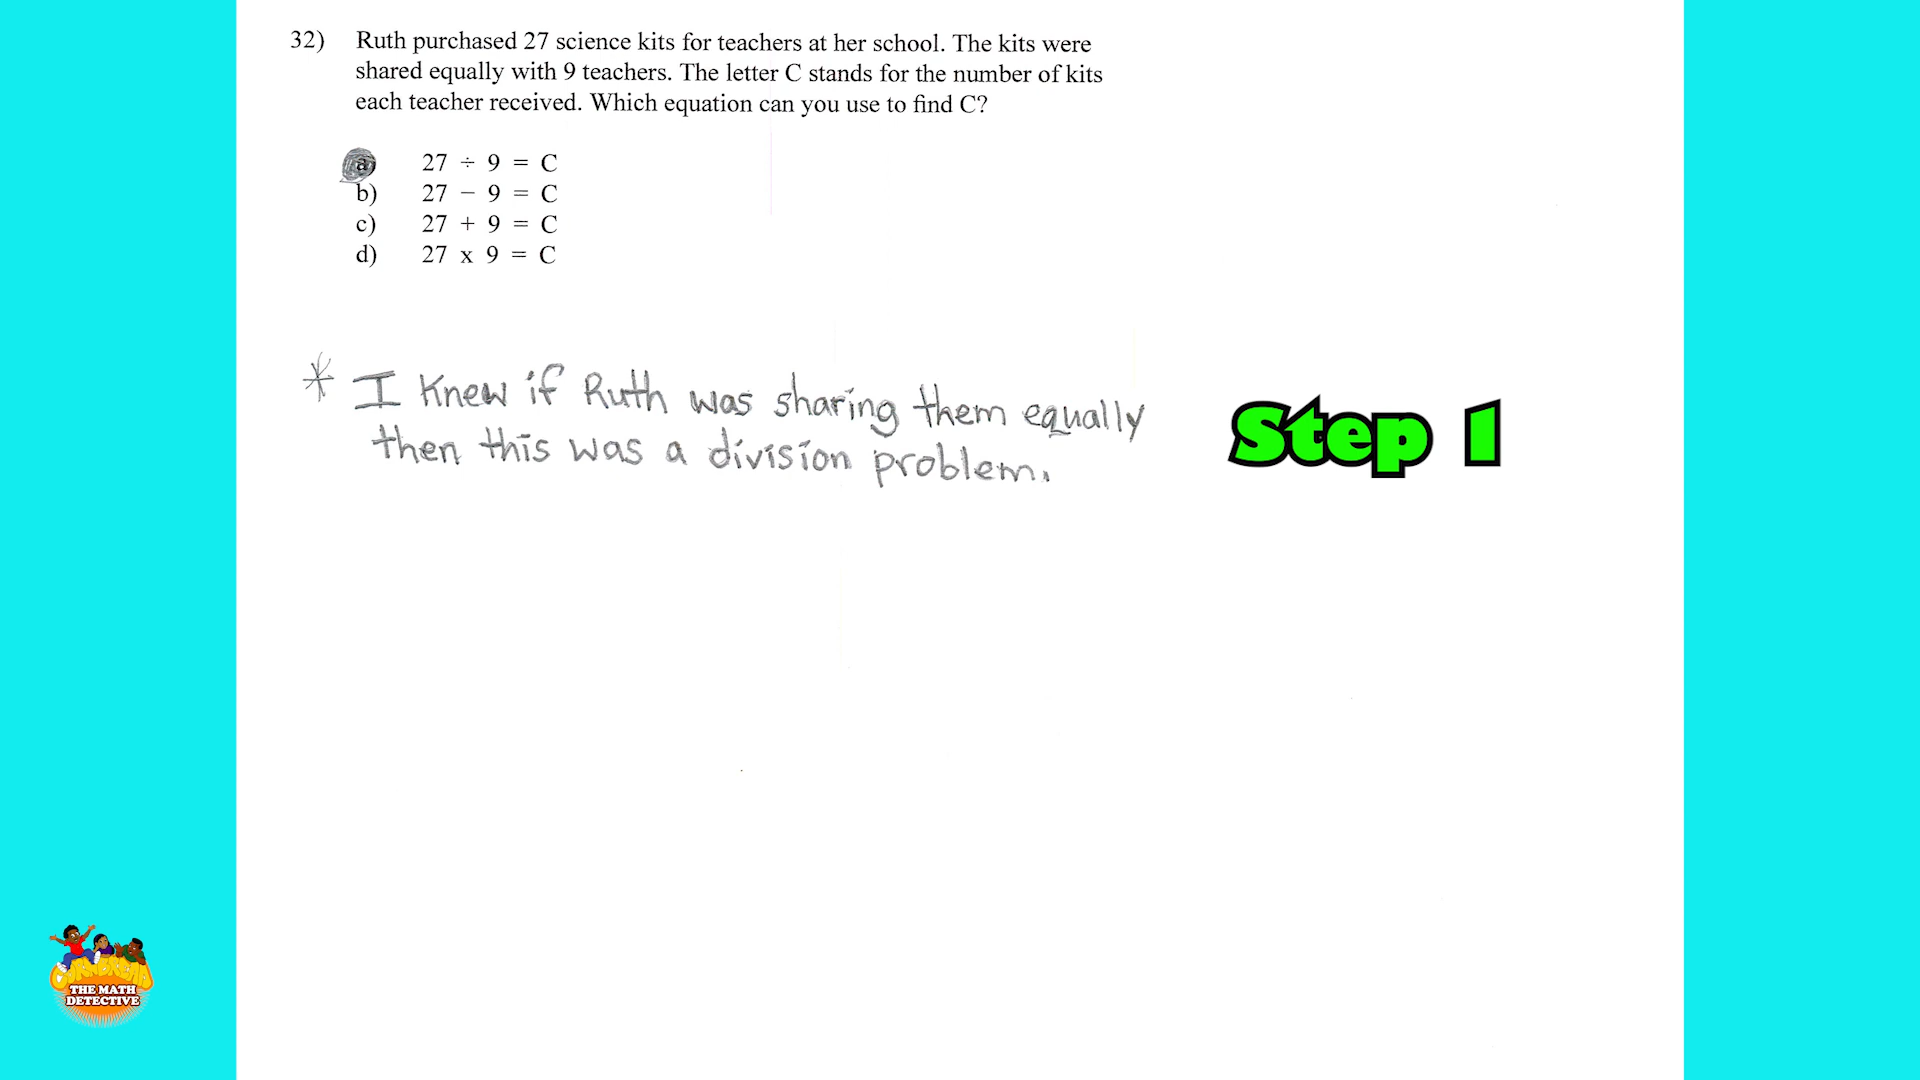 32) Ruth purchased 27 science kits for teachers at her school. The kits were
shared equally with 9 teachers. The letter C stands for the number of kits
each teacher received. Which equation can you use to find C?
a) 27 ÷ 9 = C
b) 27 − 9 = C
c) 27 + 9 = C
d) 27 x 9 = C
* I knew if Ruth was sharing them equally
then this was a division problem.
Step 1
CORNBREAD
THE MATH
DETECTIVE